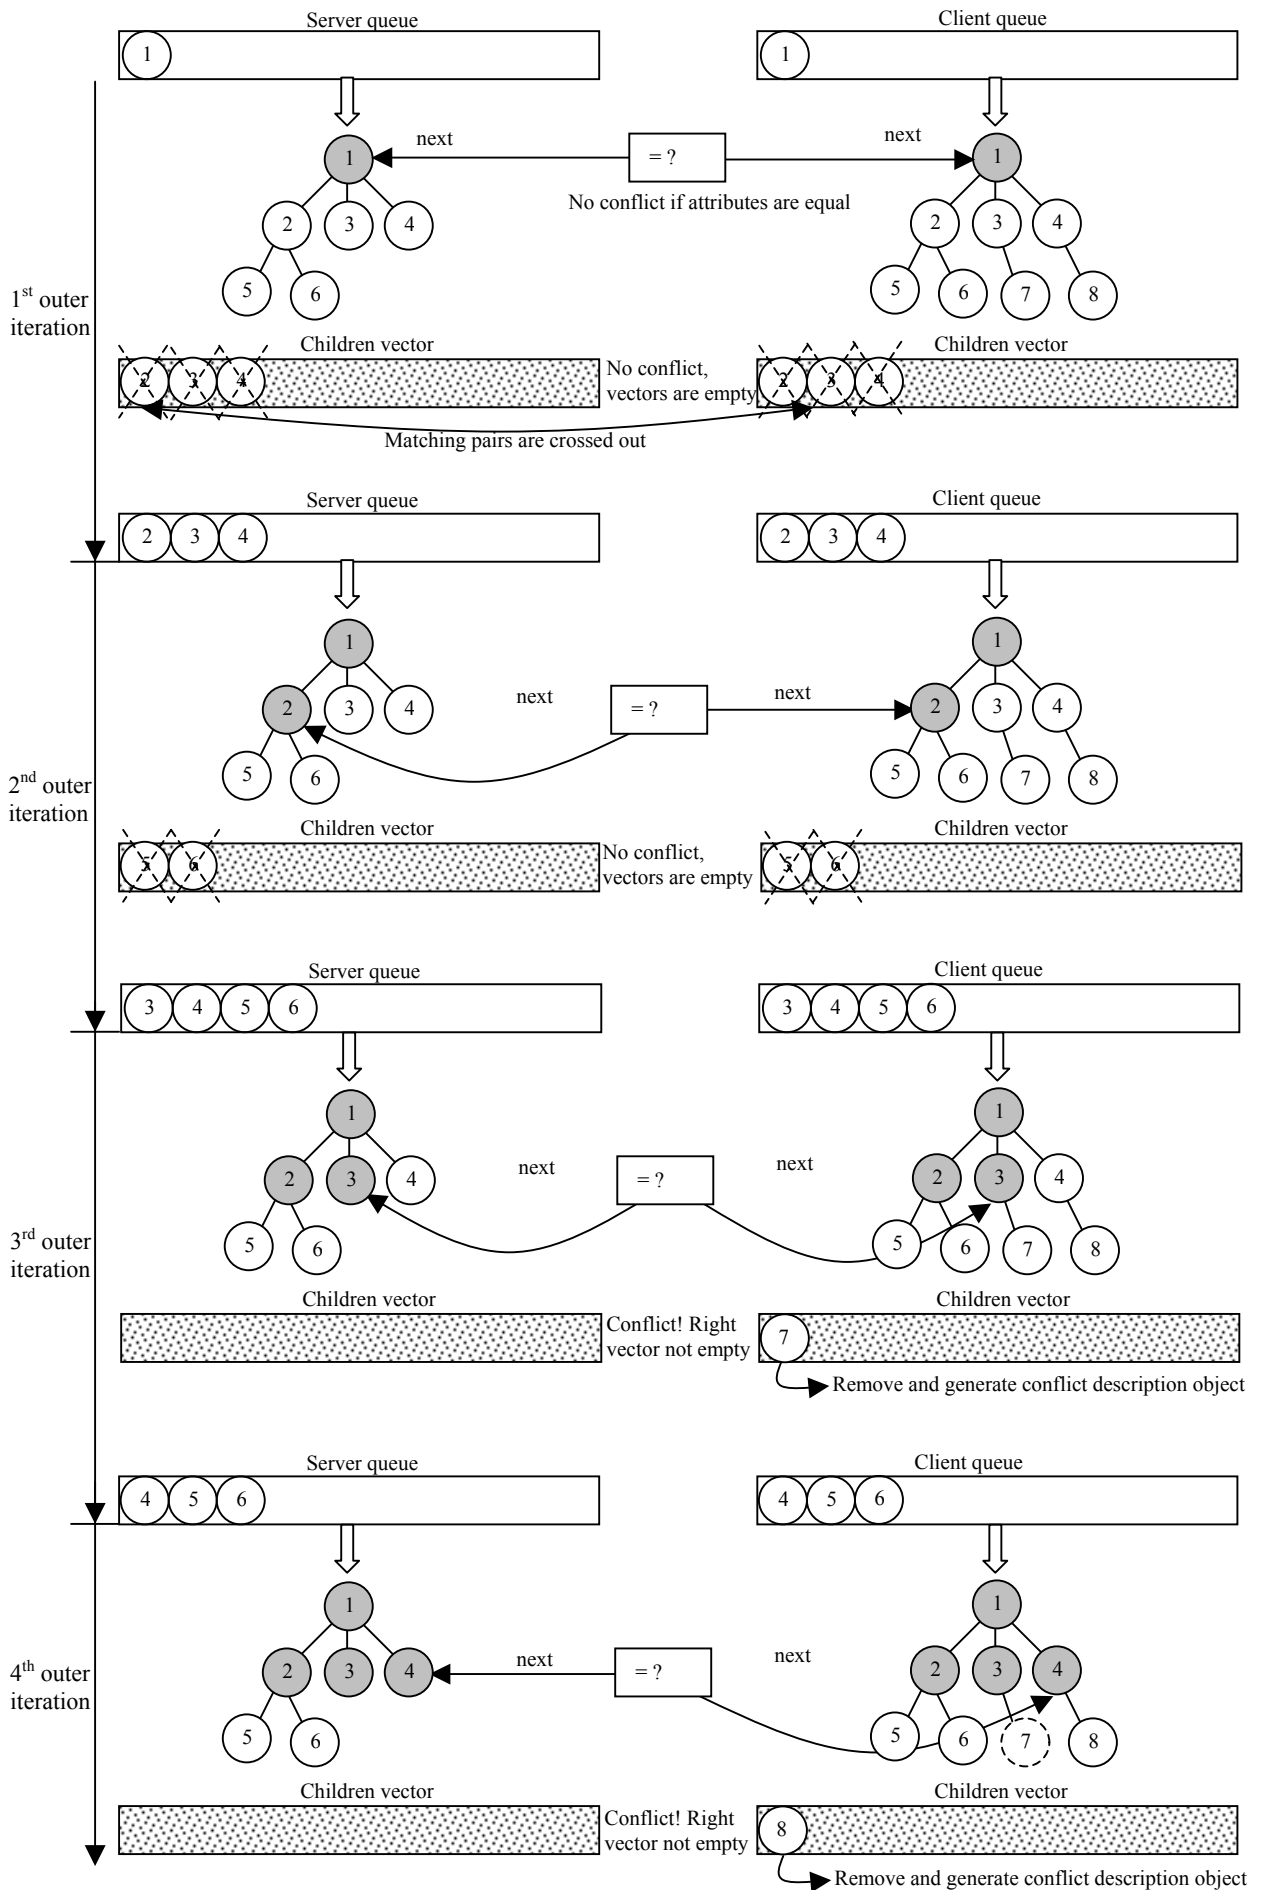 Server queue
Client queue
1
1
1
next
= ?
next
1
No conflict if attributes are equal
2
3
4
2
3
4
5
6
5
6
7
8
1st outer
iteration
Children vector
Children vector
2
3
4
No conflict,
vectors are empty
2
3
4
Matching pairs are crossed out
Server queue
Client queue
2
3
4
2
3
4
1
1
2
3
4
next
= ?
next
2
3
4
5
6
5
6
7
8
2nd outer
iteration
Children vector
Children vector
5
6
No conflict,
vectors are empty
5
6
Server queue
Client queue
3
4
5
6
3
4
5
6
1
1
2
3
4
next
= ?
next
2
3
4
5
6
5
6
7
8
3rd outer
iteration
Children vector
Children vector
Conflict! Right
vector not empty
7
Remove and generate conflict description object
Server queue
Client queue
4
5
6
4
5
6
1
1
2
3
4
next
= ?
next
2
3
4
5
6
5
6
7
8
4th outer
iteration
Children vector
Children vector
Conflict! Right
vector not empty
8
Remove and generate conflict description object